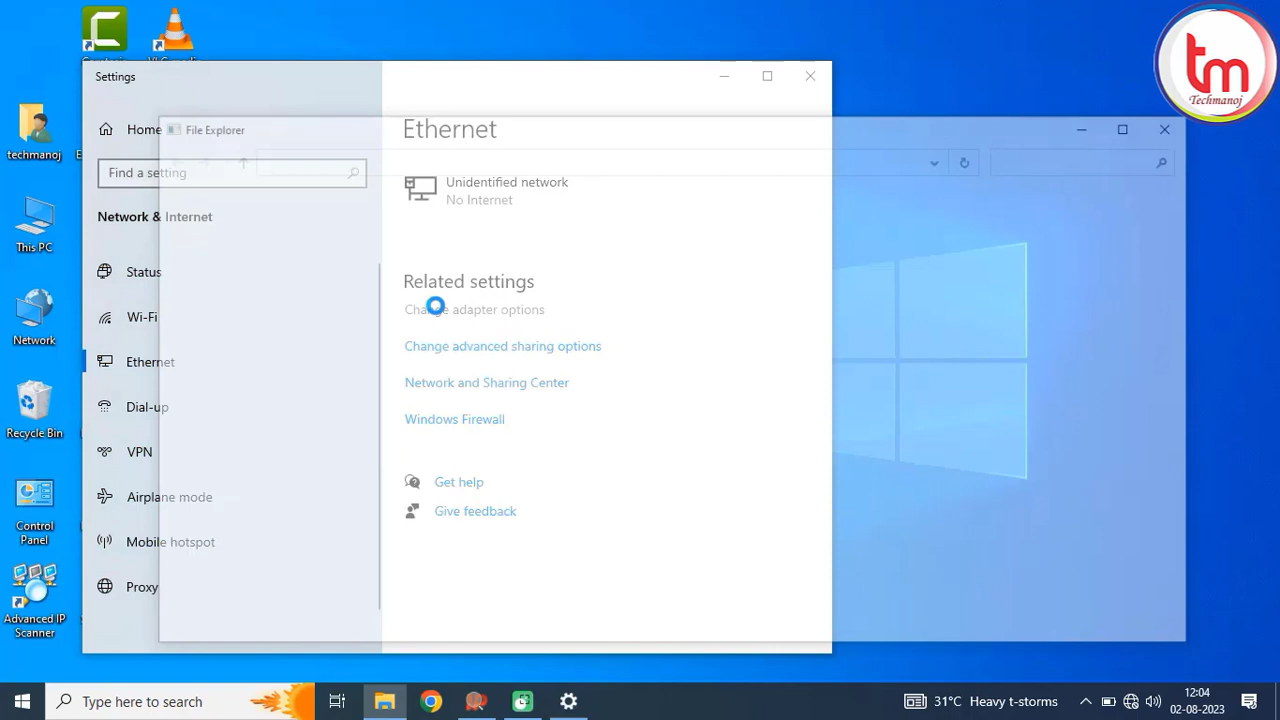 tm
Techmanoj
techmanoj
This PC
Network
Recycle Bin
Control
Panel
Advanced IP
Scanner
Settings
Home
Find a setting
Network & Internet
Status
Wi-Fi
Ethernet
Dial-up
VPN
Airplane mode
Mobile hotspot
Proxy
File Explorer
Ethernet
Unidentified network
No Internet
Related settings
Change adapter options
Change advanced sharing options
Network and Sharing Center
Windows Firewall
Get help
Give feedback
Type here to search
31°C Heavy t-storms
12:04
02-08-2023